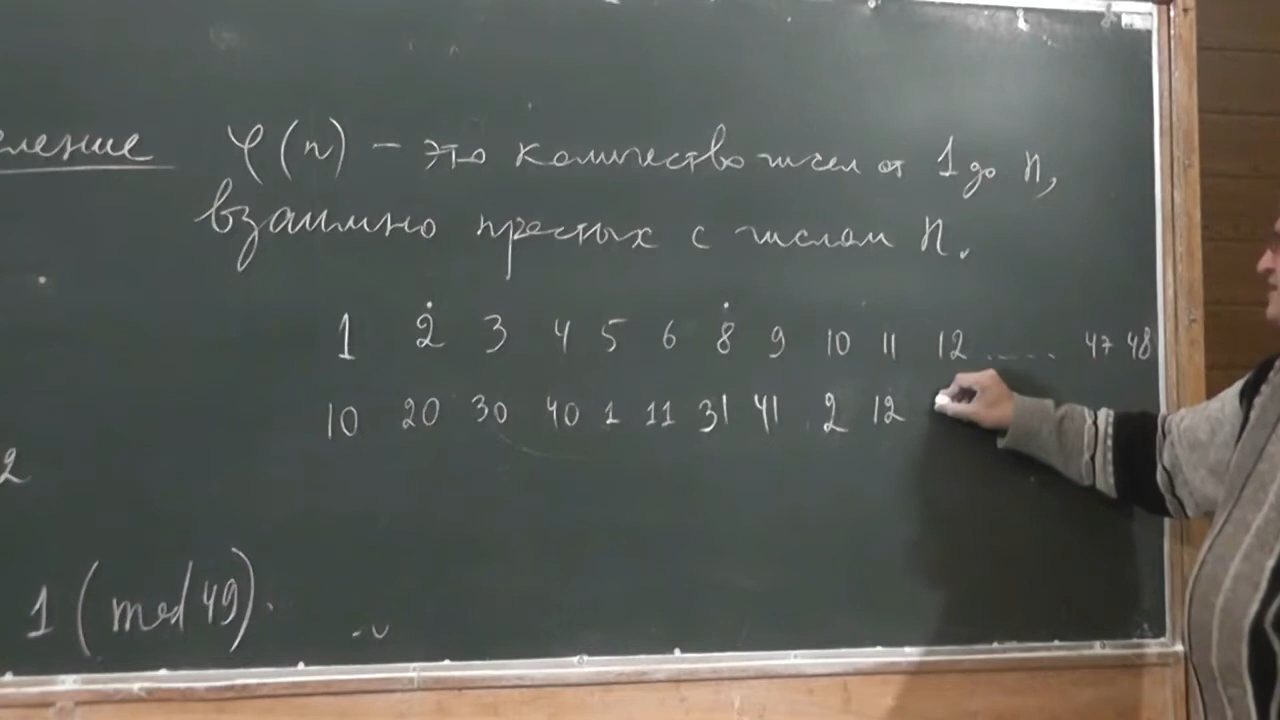 ление φ(n) – это количество чисел от 1 до n,
взаимно простых с числом n.
1 2 3 4 5 6 8 9 10 11 12 ..... 47 48
10 20 30 40 1 11 31 41 2 12
2
1 (mod 49).